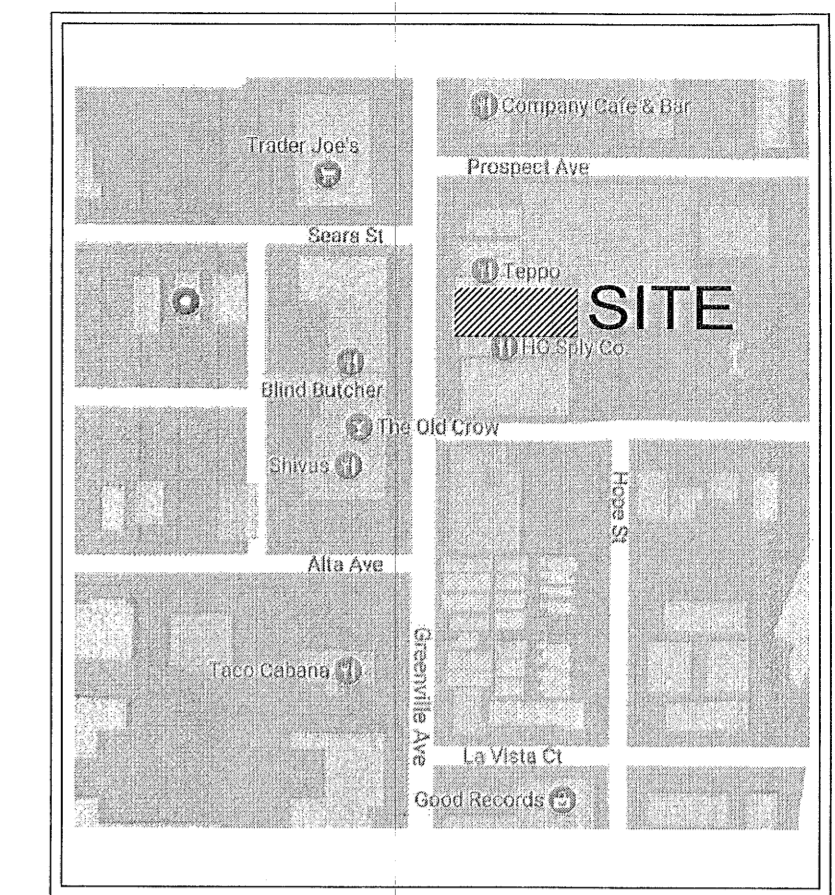 Company Cafe & Bar
Trader Joe's
Prospect Ave
Sears St
Teppo
SITE
HG Sply Co.
Blind Butcher
The Old Crow
Shivas
Hope St
Alta Ave
Greenville Ave
Taco Cabana
La Vista Ct
Good Records